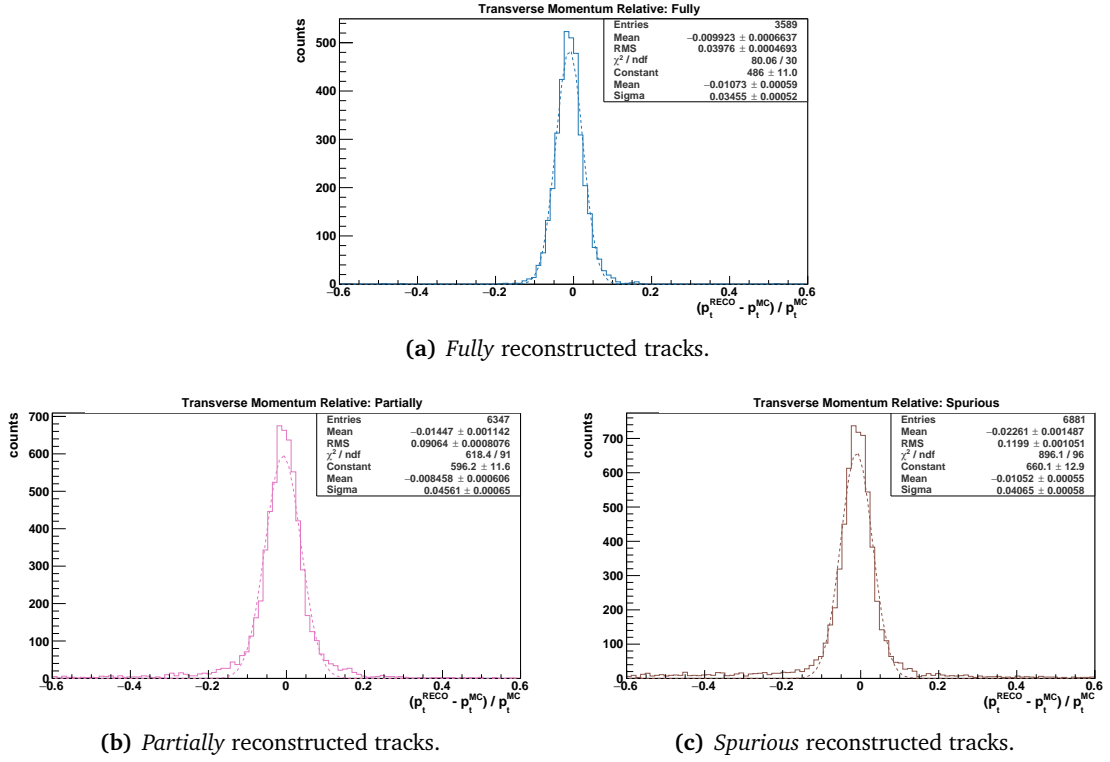 Transverse Momentum Relative: Fully
counts
Entries 3589
Mean −0.009923 ± 0.0006637
RMS 0.03976 ± 0.0004693
χ² / ndf 80.06 / 30
Constant 486 ± 11.0
Mean −0.01073 ± 0.00059
Sigma 0.03455 ± 0.00052
500
400
300
200
100
0
−0.6 −0.4 −0.2 0 0.2 0.4 0.6
(p_t^RECO - p_t^MC) / p_t^MC
(a) Fully reconstructed tracks.
Transverse Momentum Relative: Partially
counts
Entries 6347
Mean −0.01447 ± 0.001142
RMS 0.09064 ± 0.0008076
χ² / ndf 618.4 / 91
Constant 596.2 ± 11.6
Mean −0.008458 ± 0.000606
Sigma 0.04561 ± 0.00065
700
600
500
400
300
200
100
0
−0.6 −0.4 −0.2 0 0.2 0.4 0.6
(p_t^RECO - p_t^MC) / p_t^MC
(b) Partially reconstructed tracks.
Transverse Momentum Relative: Spurious
counts
Entries 6881
Mean −0.02261 ± 0.001487
RMS 0.1199 ± 0.001051
χ² / ndf 896.1 / 96
Constant 660.1 ± 12.9
Mean −0.01052 ± 0.00055
Sigma 0.04065 ± 0.00058
700
600
500
400
300
200
100
0
−0.6 −0.4 −0.2 0 0.2 0.4 0.6
(p_t^RECO - p_t^MC) / p_t^MC
(c) Spurious reconstructed tracks.